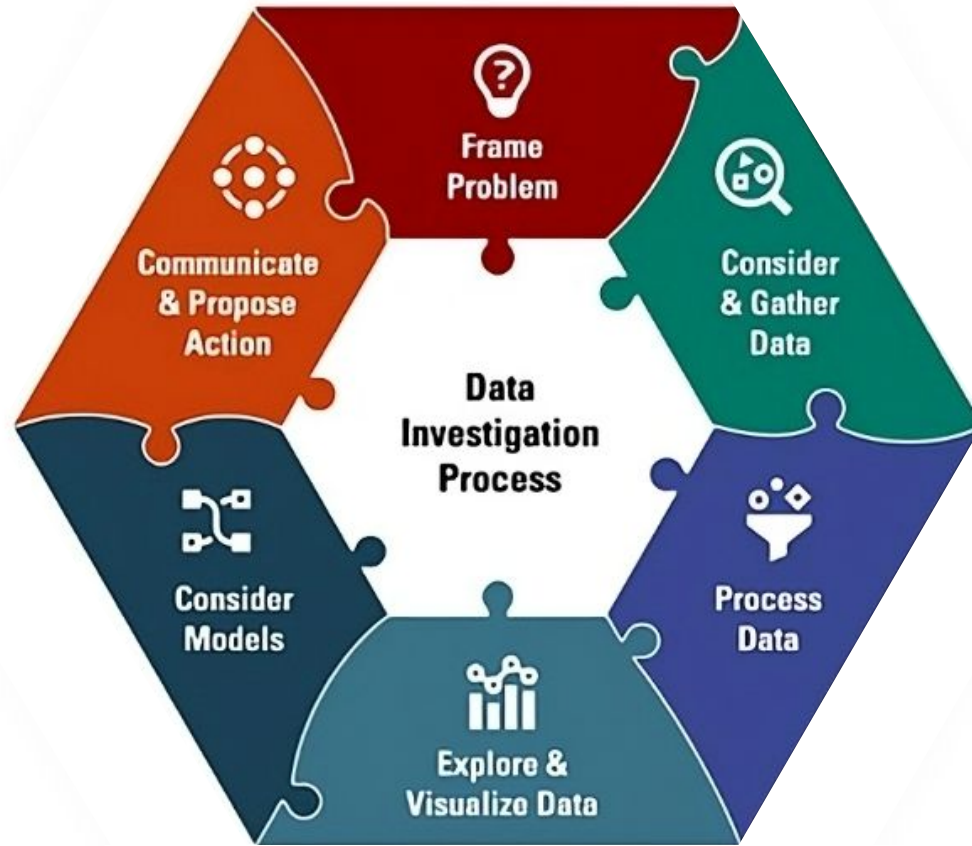 ?
Frame
Problem
Consider
& Gather
Data
Process
Data
Explore &
Visualize Data
Consider
Models
Communicate
& Propose
Action
Data
Investigation
Process